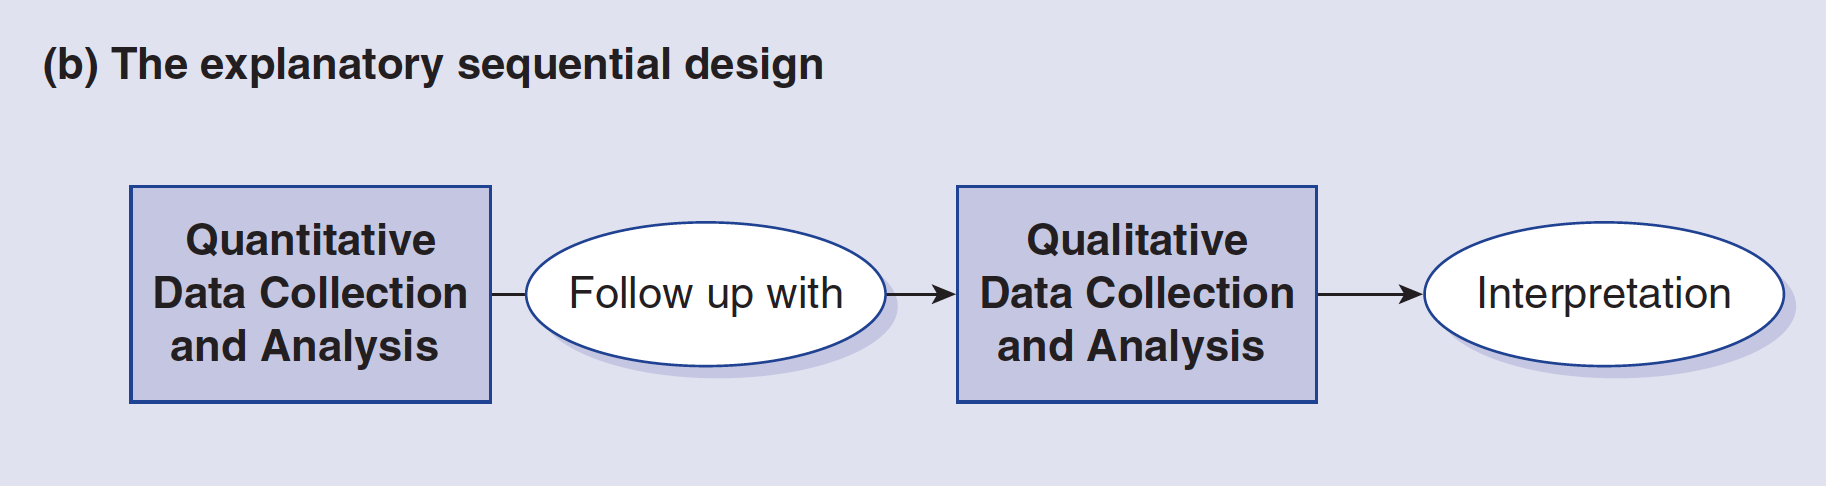 (b) The explanatory sequential design
Quantitative
Data Collection
and Analysis
Follow up with
Qualitative
Data Collection
and Analysis
Interpretation